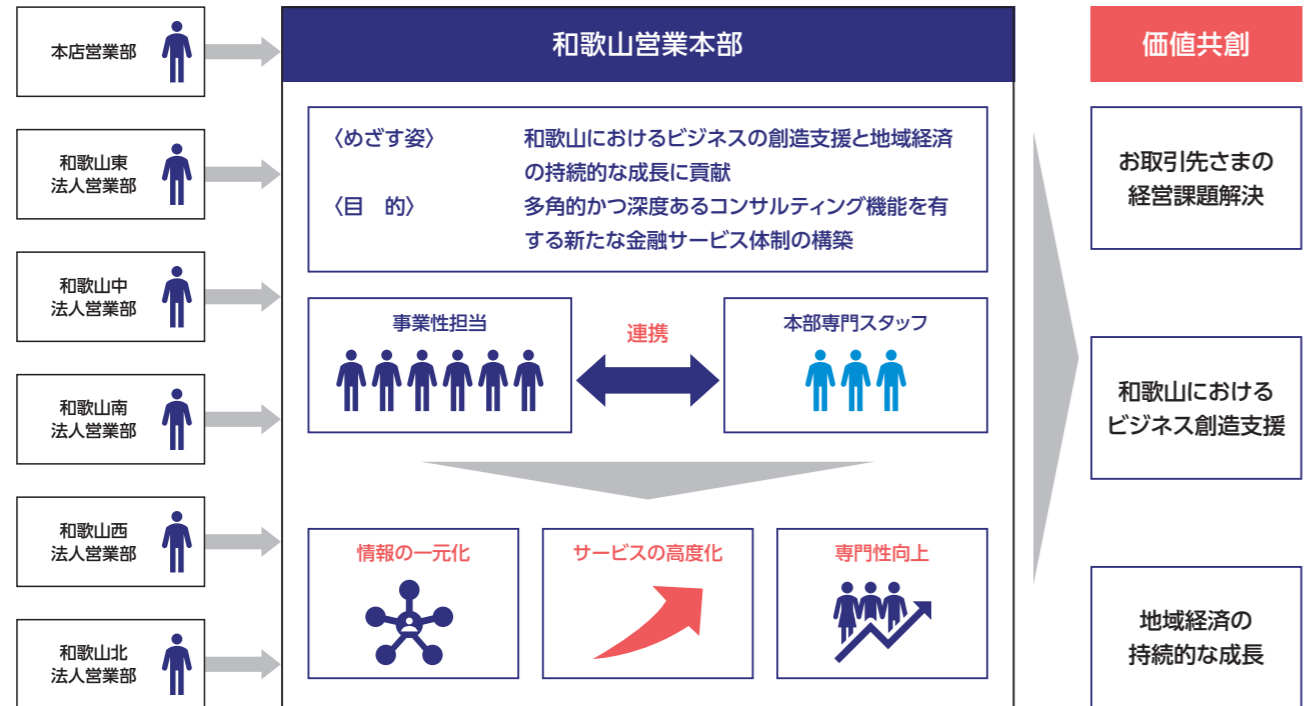 本店営業部
和歌山東
法人営業部
和歌山中
法人営業部
和歌山南
法人営業部
和歌山西
法人営業部
和歌山北
法人営業部
和歌山営業本部
〈めざす姿〉 和歌山におけるビジネスの創造支援と地域経済
の持続的な成長に貢献
〈目　的〉 多角的かつ深度あるコンサルティング機能を有
する新たな金融サービス体制の構築
事業性担当
連携
本部専門スタッフ
情報の一元化
サービスの高度化
専門性向上
価値共創
お取引先さまの
経営課題解決
和歌山における
ビジネス創造支援
地域経済の
持続的な成長